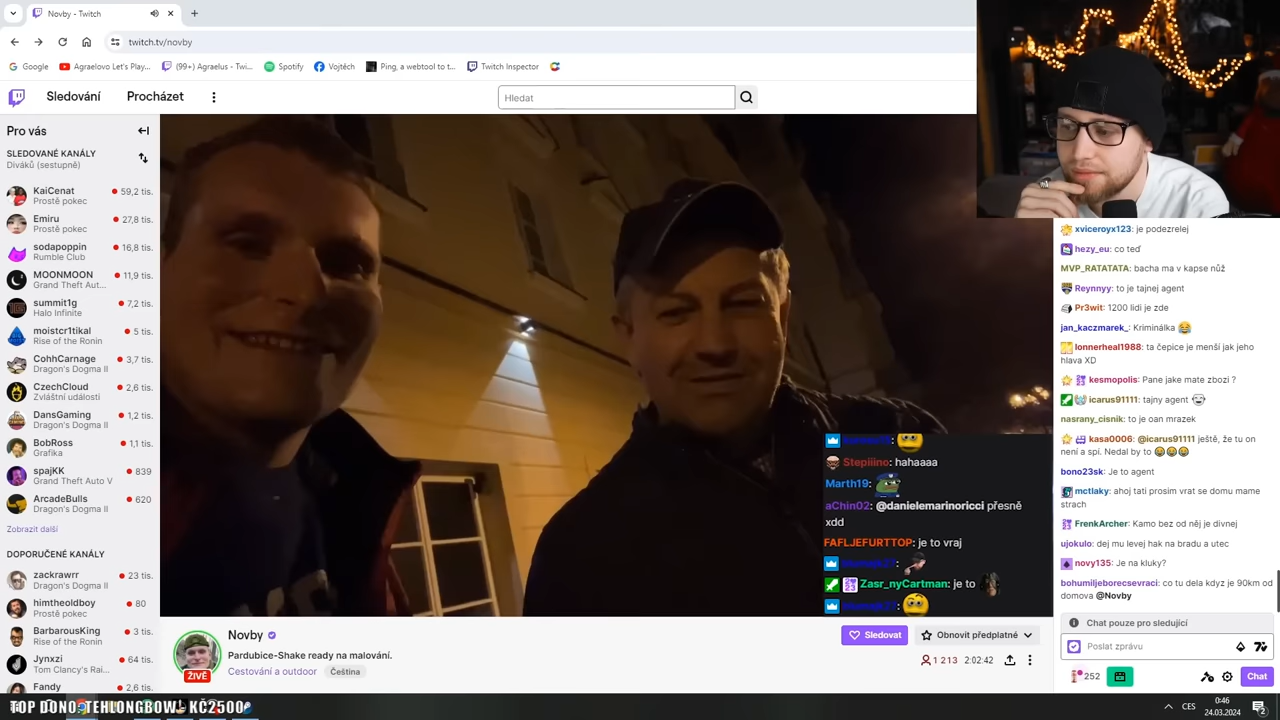 Novby - Twitch
twitch.tv/novby
Google
Agraelovo Let's Play...
(99+) Agraelus - Twi...
Spotify
Vojtěch
Ping, a webtool to t...
Twitch Inspector
Sledování
Procházet
Hledat
Pro vás
SLEDOVANÉ KANÁLY
Diváků (sestupně)
KaiCenat
59,2 tis.
Prostě pokec
Emiru
27,8 tis.
Prostě pokec
sodapoppin
16,8 tis.
Rumble Club
MOONMOON
11,9 tis.
Grand Theft Aut...
summit1g
7,2 tis.
Halo Infinite
moistcr1tikal
5 tis.
Rise of the Ronin
CohhCarnage
3,7 tis.
Dragon's Dogma II
CzechCloud
2,6 tis.
Zvláštní události
DansGaming
1,2 tis.
Dragon's Dogma II
BobRoss
1,1 tis.
Grafika
spajKK
839
Grand Theft Auto V
ArcadeBulls
620
Dragon's Dogma II
Zobrazit další
DOPORUČENÉ KANÁLY
zackrawrr
23 tis.
Dragon's Dogma II
himtheoldboy
80
Prostě pokec
BarbarousKing
3 tis.
Rise of the Ronin
Jynxzi
64 tis.
Tom Clancy's Rai...
Fandy
2,6 tis.
TOP DONO: TEHLONGBOW - KČ2500
Stepiiino: hahaaaa
Marth19:
aChin02: @danielemarinoricci přesně
xdd
FAFLJEFURTTOP: je to vraj
Zasr_nyCartman: je to
Novby
Pardubice-Shake ready na malování.
Cestování a outdoor
Čeština
ŽIVĚ
Sledovat
Obnovit předplatné
1 213
2:02:42
xviceroyx123: je podezrelej
hezy_eu: co teď
MVP_RATATATA: bacha ma v kapse nůž
Reynnyy: to je tajnej agent
Pr3wit: 1200 lidi je zde
jan_kaczmarek_: Kriminálka
lonnerheal1988: ta čepice je menší jak jeho
hlava XD
kesmopolis: Pane jake mate zbozi ?
icarus91111: tajny agent
nasrany_cisnik: to je oan mrazek
kasa0006: @icarus91111 ještě, že tu on
není a spí. Nedal by to
bono23sk: Je to agent
mctlaky: ahoj tati prosim vrat se domu mame
strach
FrenkArcher: Kamo bez od něj je divnej
ujokulo: dej mu levej hak na bradu a utec
novy135: Je na kluky?
bohumiljeborecsevraci: co tu dela kdyz je 90km od
domova @Novby
Chat pouze pro sledující
Poslat zprávu
252
Chat
CES
0:46
24.03.2024
2